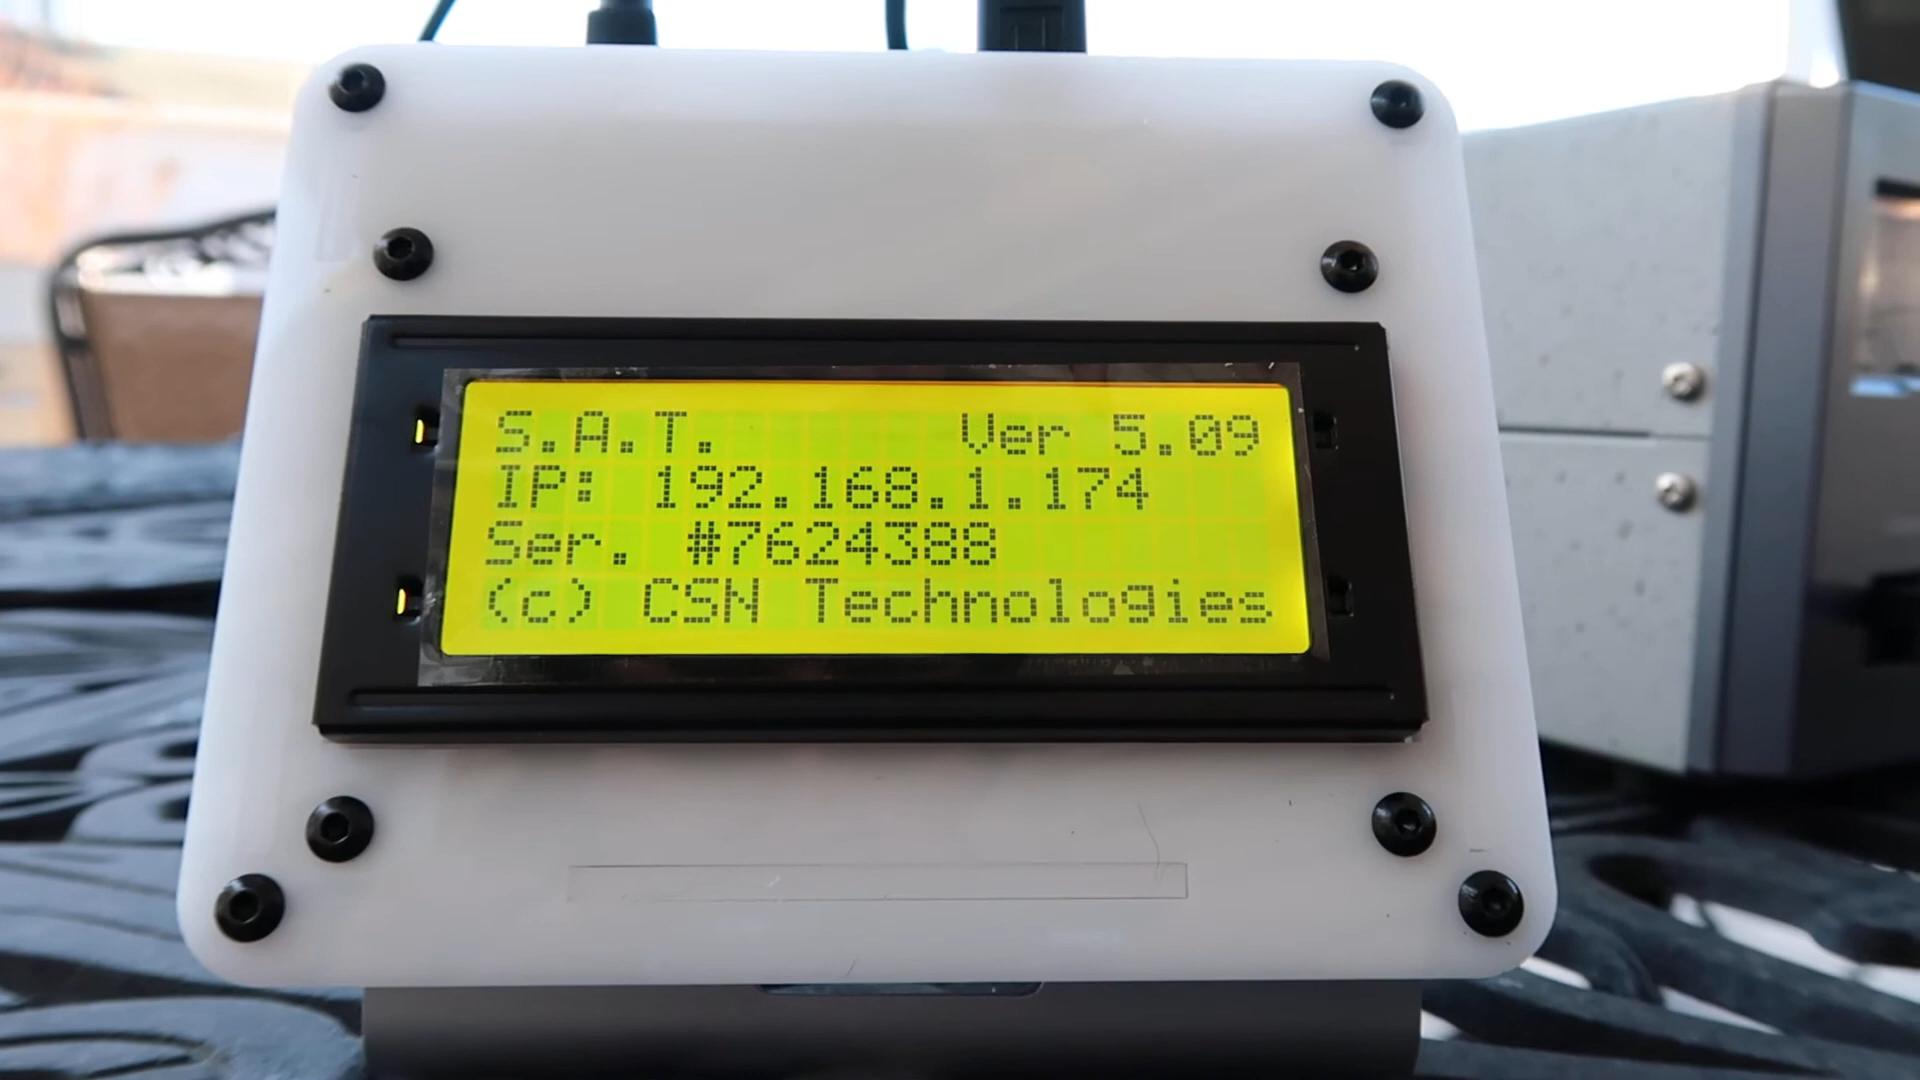 S.A.T. Ver 5.09
IP: 192.168.1.174
Ser. #7624388
(c) CSN Technologies